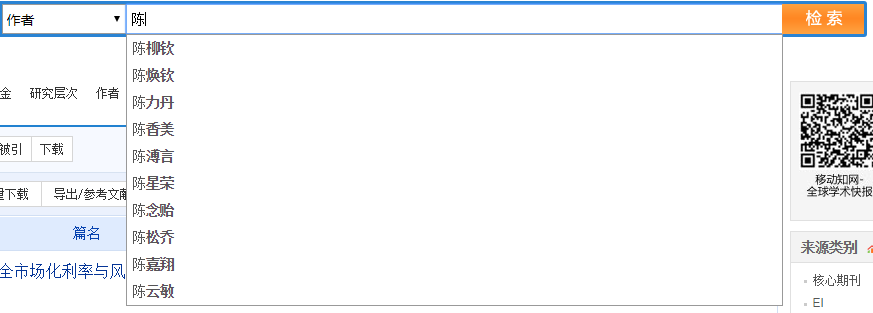 作者 ▼ 陈 检 索
陈柳钦
陈焕钦
陈力丹
陈香美
陈溥言
陈星荣
陈念贻
陈松乔
陈嘉翔
陈云敏
金 研究层次 作者
被引 下载
下载 导出/参考文献
篇名
全市场化利率与风
移动知网-
全球学术快报
来源类别
核心期刊
EI